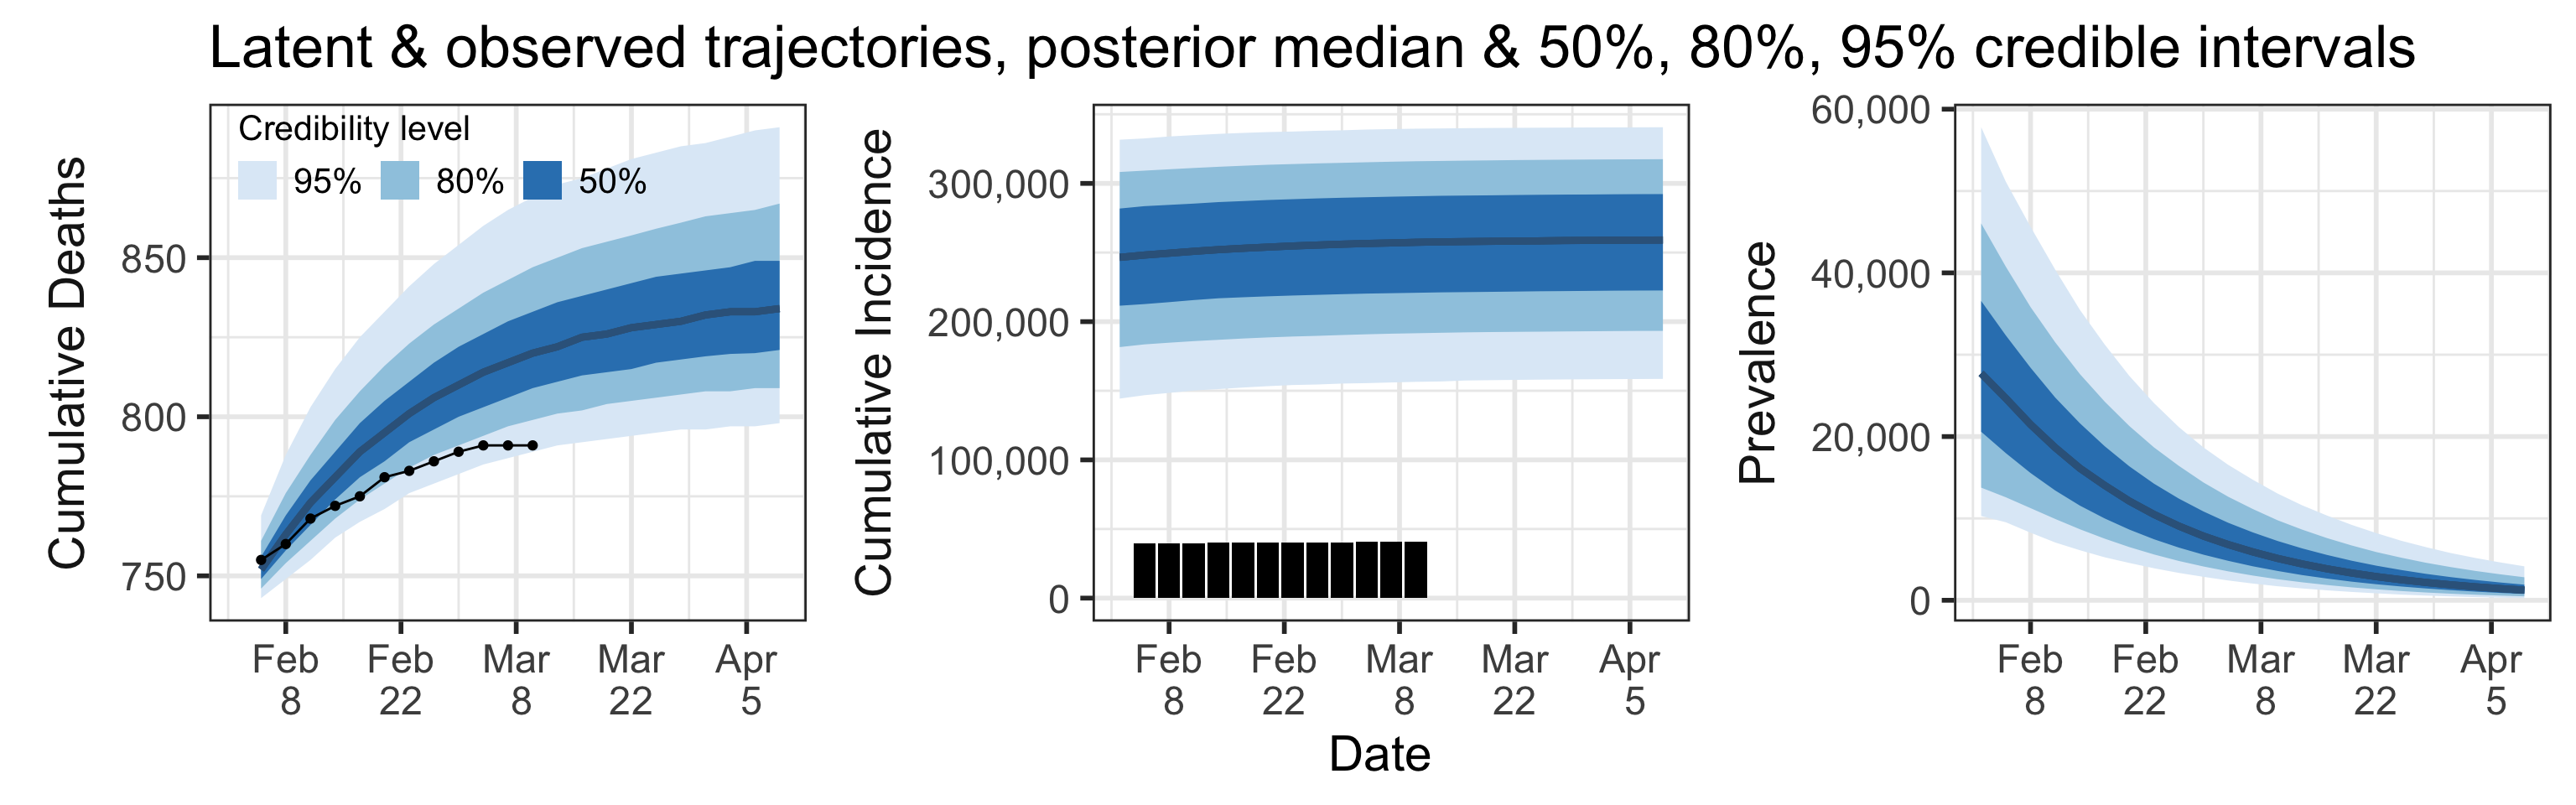 Latent & observed trajectories, posterior median & 50%, 80%, 95% credible intervals
Cumulative Deaths
Credibility level
95% 80% 50%
850
800
750
Feb 8 Feb 22 Mar 8 Mar 22 Apr 5
Cumulative Incidence
300,000
200,000
100,000
0
Feb 8 Feb 22 Mar 8 Mar 22 Apr 5
Prevalence
60,000
40,000
20,000
0
Feb 8 Feb 22 Mar 8 Mar 22 Apr 5
Date